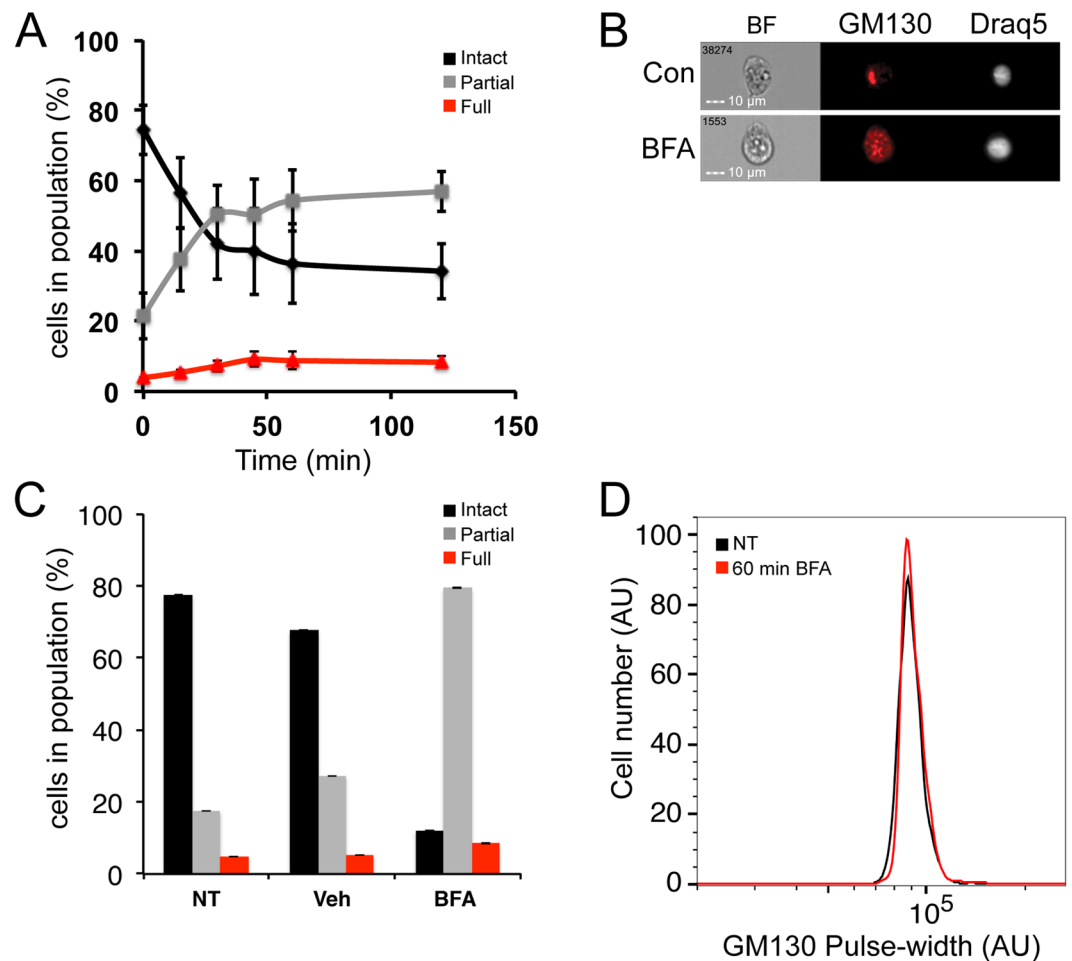 A
100
80
60
40
20
0
cells in population (%)
Intact
Partial
Full
0
50
100
150
Time (min)
B
BF
GM130
Draq5
Con
38274
10 µm
BFA
1553
10 µm
C
100
80
60
40
20
0
cells in population (%)
Intact
Partial
Full
NT
Veh
BFA
D
100
80
60
40
20
0
Cell number (AU)
NT
60 min BFA
10⁵
GM130 Pulse-width (AU)